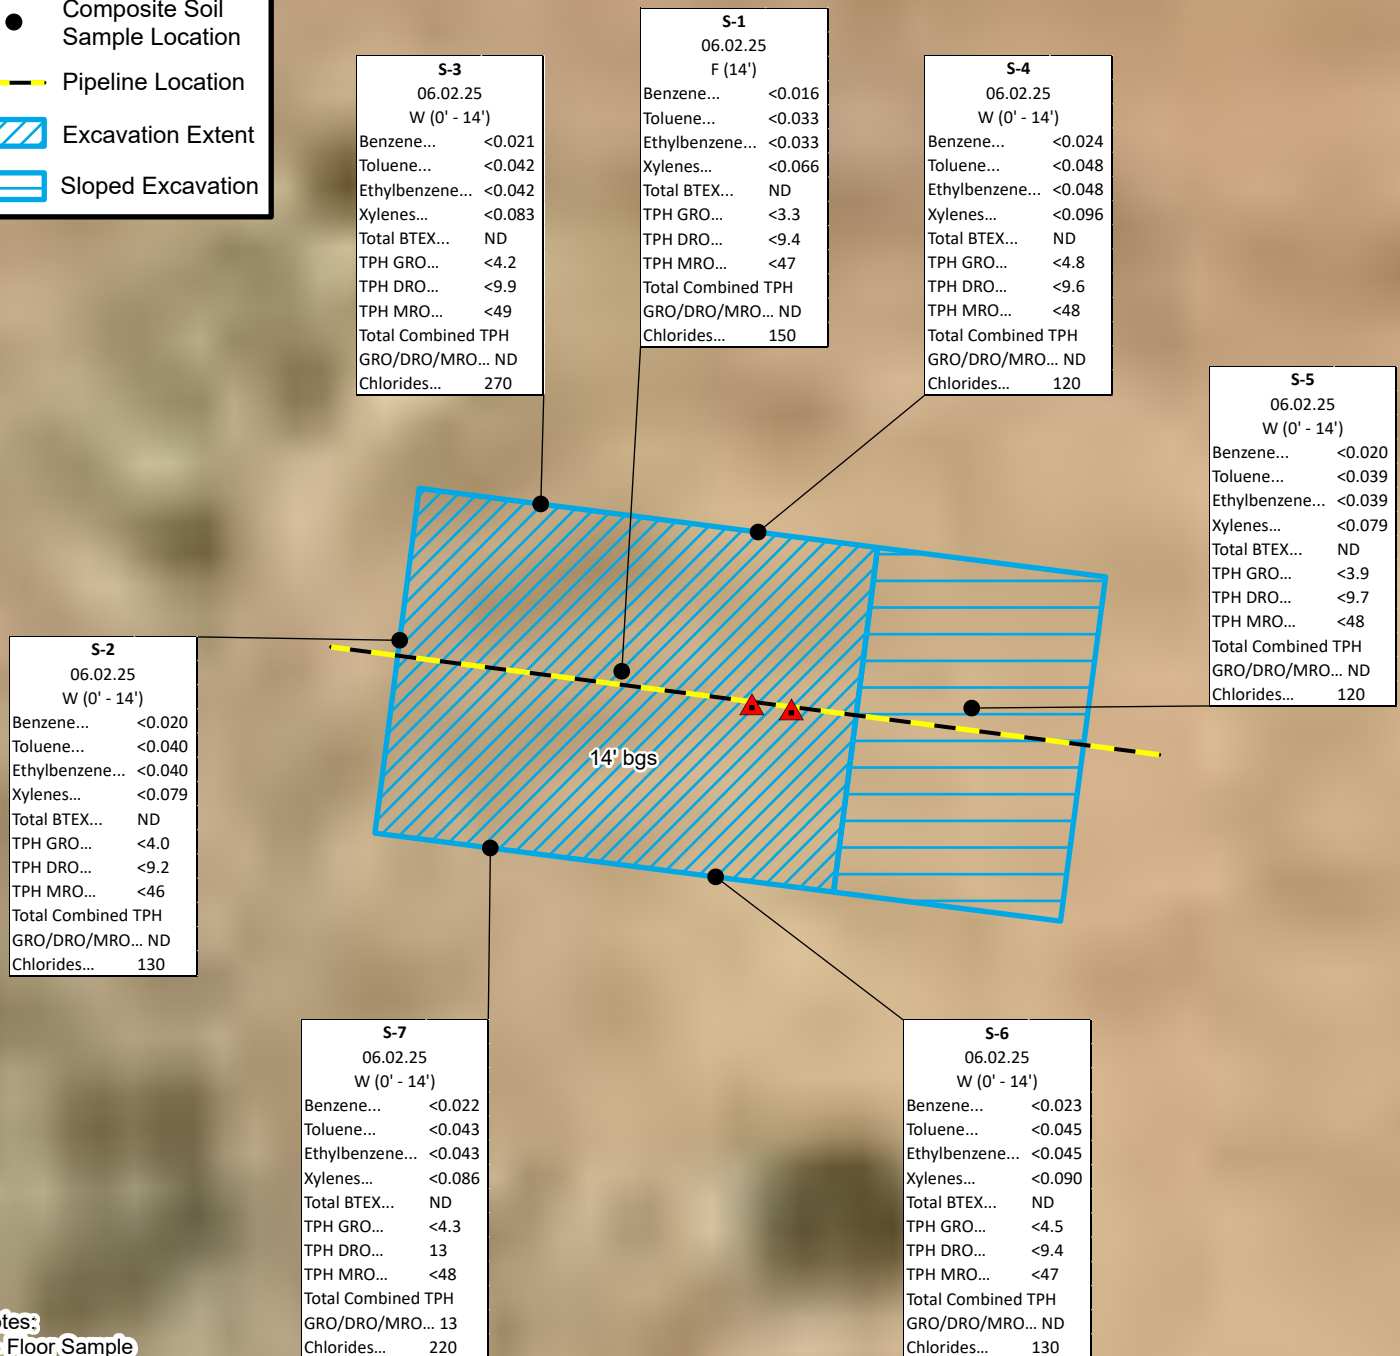 Composite Soil
Sample Location
Pipeline Location
Excavation Extent
Sloped Excavation
S-3
06.02.25
W (0' - 14')
Benzene... <0.021
Toluene... <0.042
Ethylbenzene... <0.042
Xylenes... <0.083
Total BTEX... ND
TPH GRO... <4.2
TPH DRO... <9.9
TPH MRO... <49
Total Combined TPH
GRO/DRO/MRO... ND
Chlorides... 270
S-1
06.02.25
F (14')
Benzene... <0.016
Toluene... <0.033
Ethylbenzene... <0.033
Xylenes... <0.066
Total BTEX... ND
TPH GRO... <3.3
TPH DRO... <9.4
TPH MRO... <47
Total Combined TPH
GRO/DRO/MRO... ND
Chlorides... 150
S-4
06.02.25
W (0' - 14')
Benzene... <0.024
Toluene... <0.048
Ethylbenzene... <0.048
Xylenes... <0.096
Total BTEX... ND
TPH GRO... <4.8
TPH DRO... <9.6
TPH MRO... <48
Total Combined TPH
GRO/DRO/MRO... ND
Chlorides... 120
S-5
06.02.25
W (0' - 14')
Benzene... <0.020
Toluene... <0.039
Ethylbenzene... <0.039
Xylenes... <0.079
Total BTEX... ND
TPH GRO... <3.9
TPH DRO... <9.7
TPH MRO... <48
Total Combined TPH
GRO/DRO/MRO... ND
Chlorides... 120
S-2
06.02.25
W (0' - 14')
Benzene... <0.020
Toluene... <0.040
Ethylbenzene... <0.040
Xylenes... <0.079
Total BTEX... ND
TPH GRO... <4.0
TPH DRO... <9.2
TPH MRO... <46
Total Combined TPH
GRO/DRO/MRO... ND
Chlorides... 130
14' bgs
S-7
06.02.25
W (0' - 14')
Benzene... <0.022
Toluene... <0.043
Ethylbenzene... <0.043
Xylenes... <0.086
Total BTEX... ND
TPH GRO... <4.3
TPH DRO... 13
TPH MRO... <48
Total Combined TPH
GRO/DRO/MRO... 13
Chlorides... 220
S-6
06.02.25
W (0' - 14')
Benzene... <0.023
Toluene... <0.045
Ethylbenzene... <0.045
Xylenes... <0.090
Total BTEX... ND
TPH GRO... <4.5
TPH DRO... <9.4
TPH MRO... <47
Total Combined TPH
GRO/DRO/MRO... ND
Chlorides... 130
otes:
Floor Sample